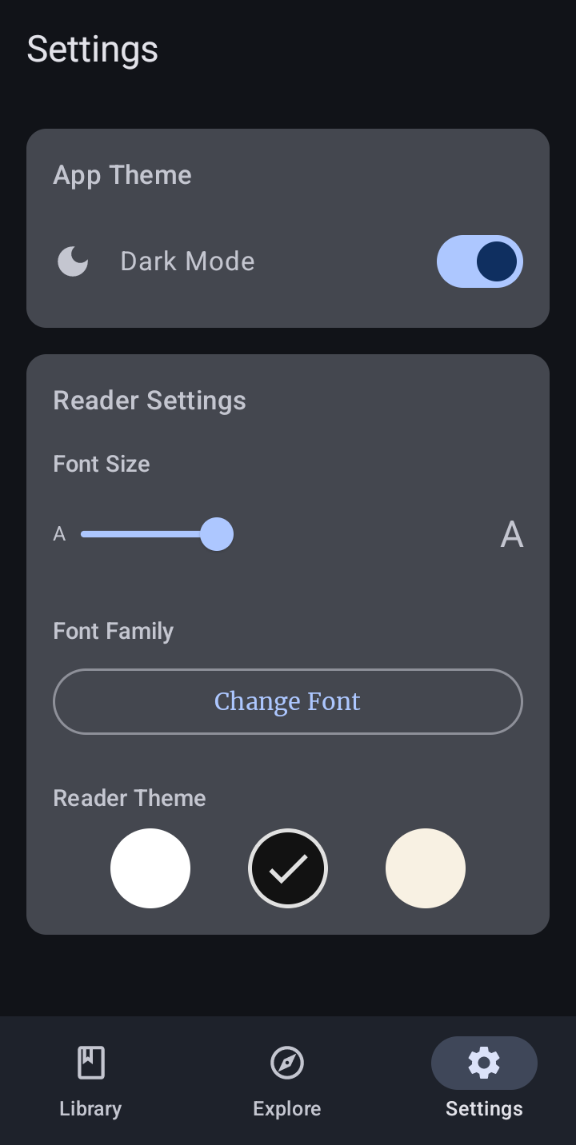 Settings
App Theme
Dark Mode
Reader Settings
Font Size
A A
Font Family
Change Font
Reader Theme
Library Explore Settings